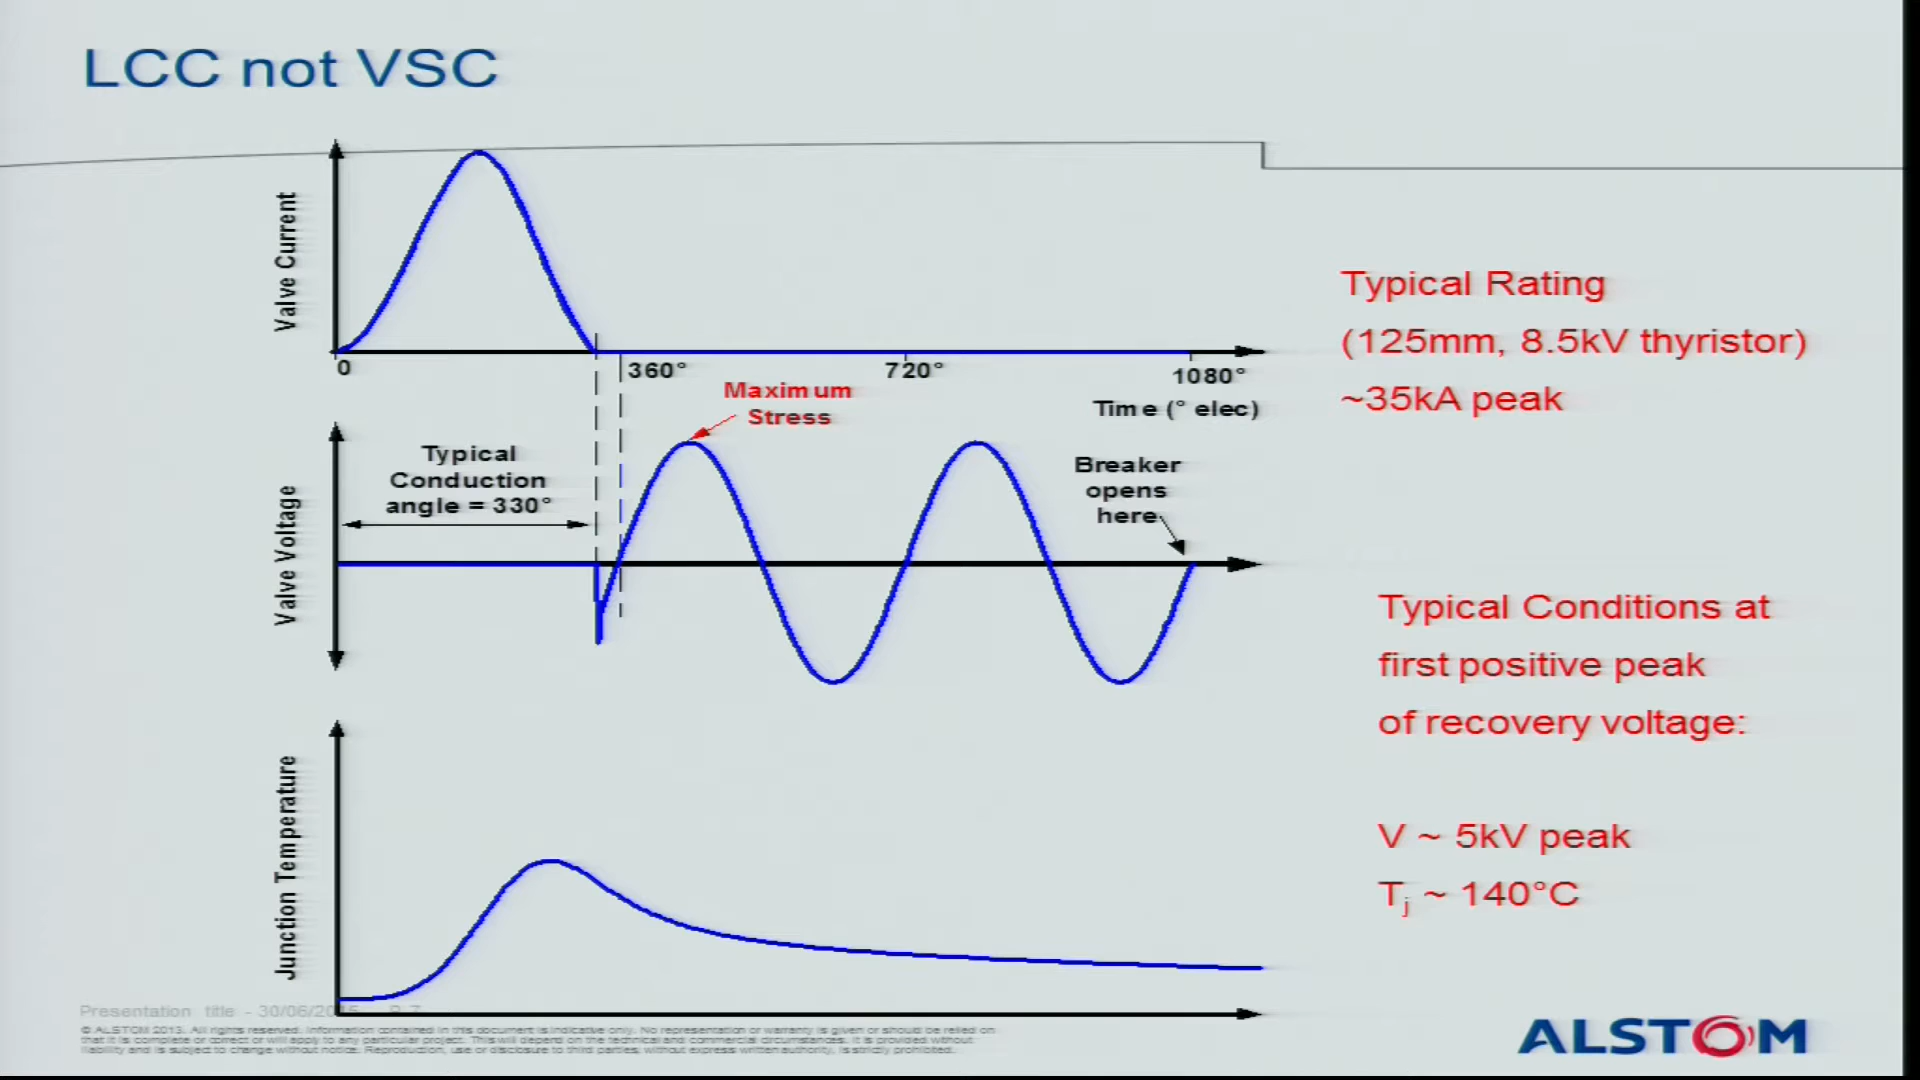 LCC not VSC
Valve Current
0
360°
720°
1080°
Time (° elec)
Maximum
Stress
Typical
Conduction
angle = 330°
Breaker
opens
here
Valve Voltage
Junction Temperature
Typical Rating
(125mm, 8.5kV thyristor)
~35kA peak
Typical Conditions at
first positive peak
of recovery voltage:
V ~ 5kV peak
Tj ~ 140°C
Presentation title - 30/06/2015 P 7
© ALSTOM 2013. All rights reserved. Information contained in this document is indicative only. No representation or warranty is given or should be relied on
that it is complete or correct or will apply to any particular project. This will depend on the technical and commercial circumstances. It is provided without
liability and is subject to change without notice. Reproduction, use or disclosure to third parties, without express written authority, is strictly prohibited.
ALSTOM